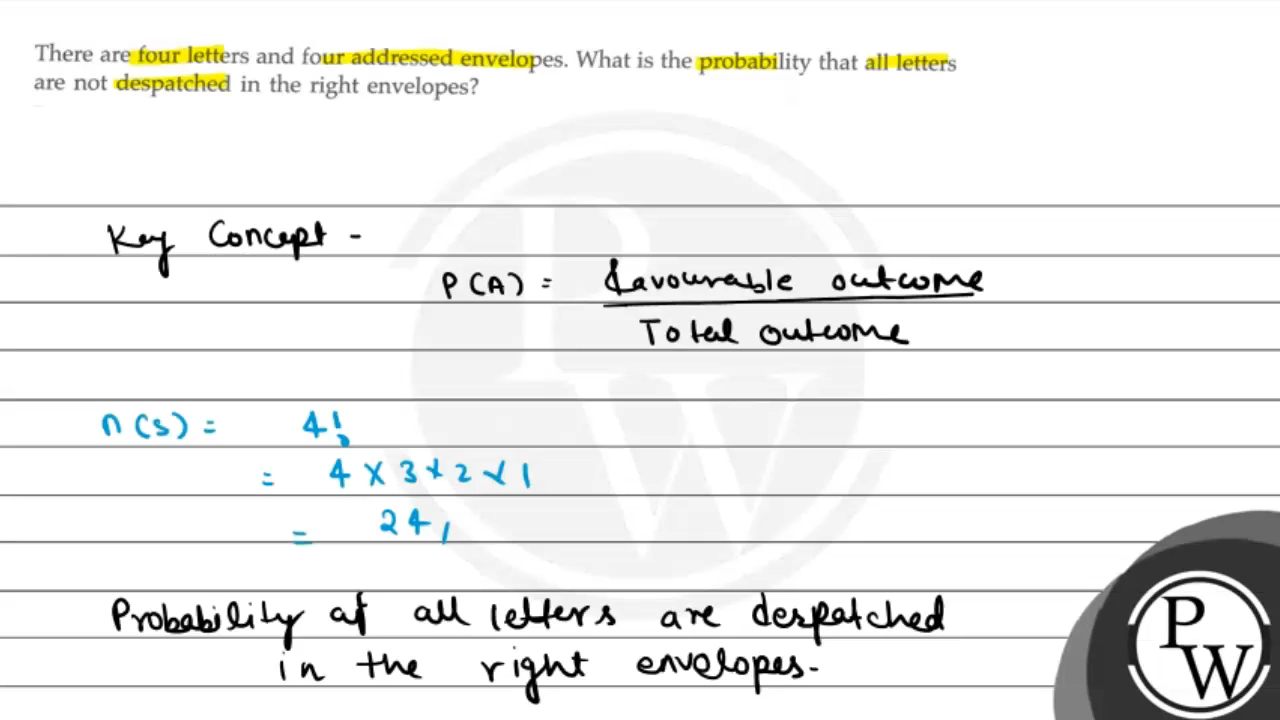 There are four letters and four addressed envelopes. What is the probability that all letters
are not despatched in the right envelopes?
Key Concept -
P(A) = favourable outcome
Total outcome
n(s) = 4!
= 4 × 3 × 2 × 1
= 24,
Probability of all letters are despatched
in the right envelopes.
PW
PW